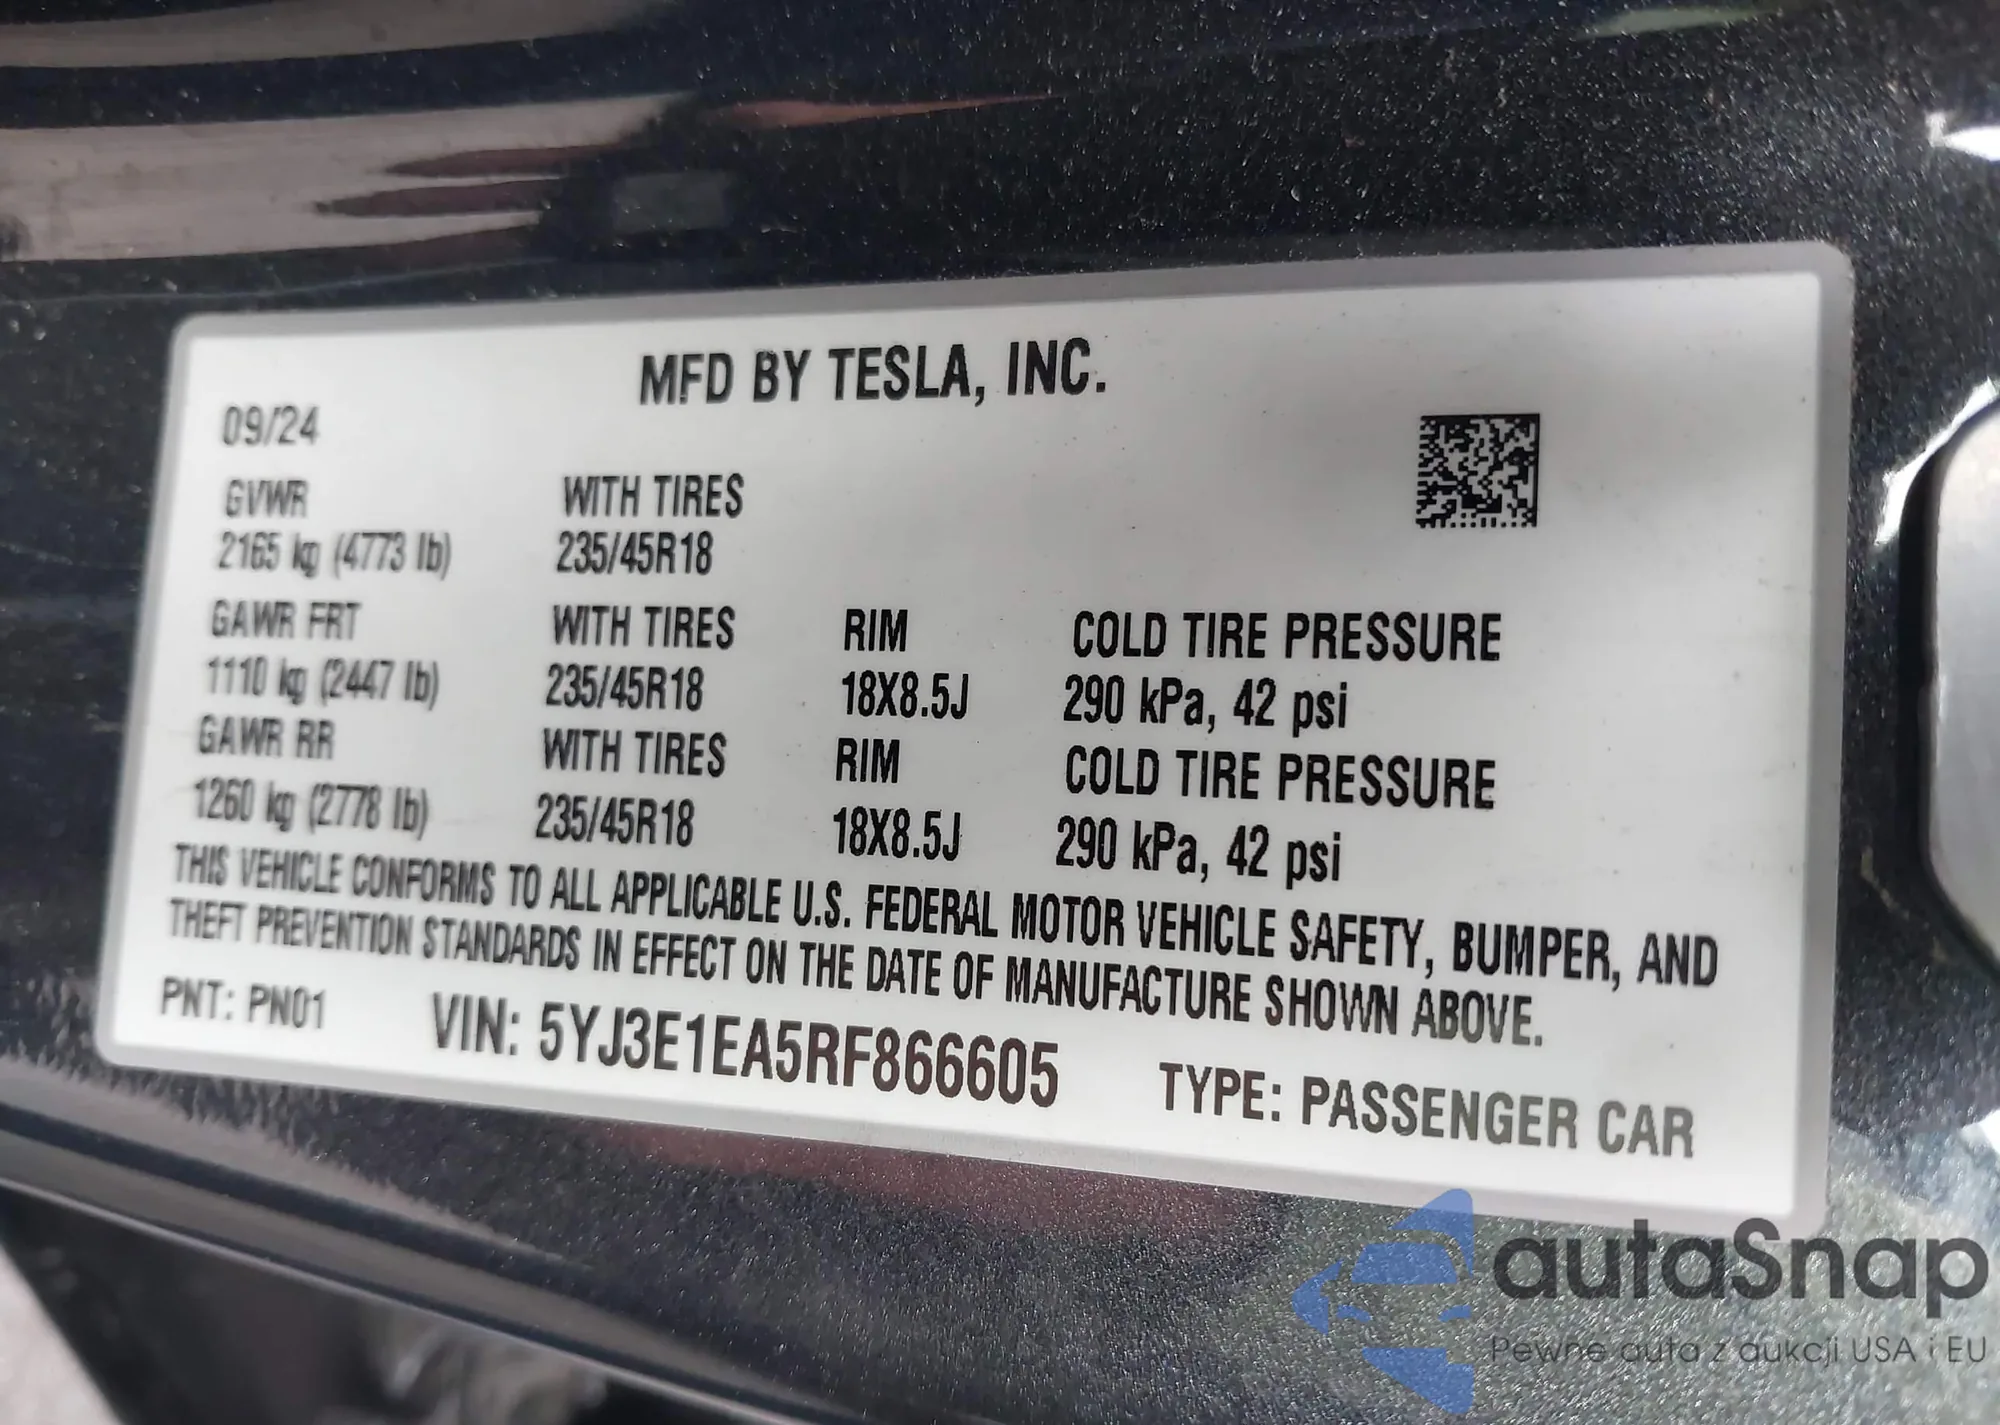 MFD BY TESLA, INC.
09/24
GVWR WITH TIRES
2165 kg (4773 lb) 235/45R18
GAWR FRT WITH TIRES RIM COLD TIRE PRESSURE
1110 kg (2447 lb) 235/45R18 18X8.5J 290 kPa, 42 psi
GAWR RR WITH TIRES RIM COLD TIRE PRESSURE
1260 kg (2778 lb) 235/45R18 18X8.5J 290 kPa, 42 psi
THIS VEHICLE CONFORMS TO ALL APPLICABLE U.S. FEDERAL MOTOR VEHICLE SAFETY, BUMPER, AND
THEFT PREVENTION STANDARDS IN EFFECT ON THE DATE OF MANUFACTURE SHOWN ABOVE.
PNT: PN01 VIN: 5YJ3E1EA5RF866605 TYPE: PASSENGER CAR
autaSnap
Pewne auta z aukcji USA i EU